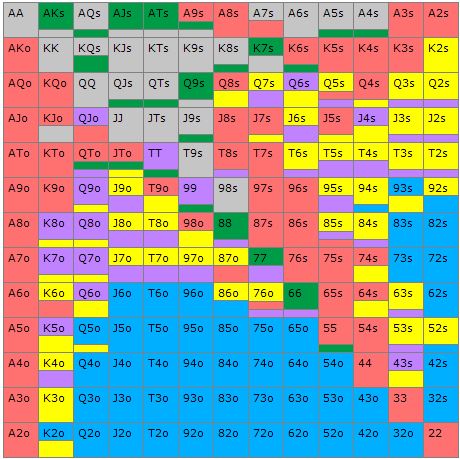 AA AKs AQs AJs ATs A9s A8s A7s A6s A5s A4s A3s A2s
AKo KK KQs KJs KTs K9s K8s K7s K6s K5s K4s K3s K2s
AQo KQo QQ QJs QTs Q9s Q8s Q7s Q6s Q5s Q4s Q3s Q2s
AJo KJo QJo JJ JTs J9s J8s J7s J6s J5s J4s J3s J2s
ATo KTo QTo JTo TT T9s T8s T7s T6s T5s T4s T3s T2s
A9o K9o Q9o J9o T9o 99 98s 97s 96s 95s 94s 93s 92s
A8o K8o Q8o J8o T8o 98o 88 87s 86s 85s 84s 83s 82s
A7o K7o Q7o J7o T7o 97o 87o 77 76s 75s 74s 73s 72s
A6o K6o Q6o J6o T6o 96o 86o 76o 66 65s 64s 63s 62s
A5o K5o Q5o J5o T5o 95o 85o 75o 65o 55 54s 53s 52s
A4o K4o Q4o J4o T4o 94o 84o 74o 64o 54o 44 43s 42s
A3o K3o Q3o J3o T3o 93o 83o 73o 63o 53o 43o 33 32s
A2o K2o Q2o J2o T2o 92o 82o 72o 62o 52o 42o 32o 22